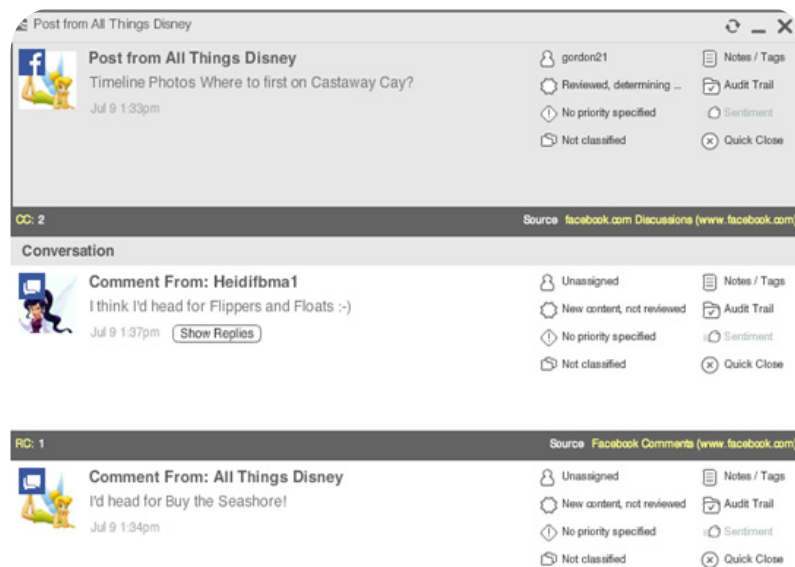 Post from All Things Disney
Post from All Things Disney
Timeline Photos Where to first on Castaway Cay?
Jul 9 1:33pm
gordon21
Notes / Tags
Reviewed, determining ...
Audit Trail
No priority specified
Sentiment
Not classified
Quick Close
CC: 2
Source facebook.com Discussions (www.facebook.com)
Conversation
Comment From: Heidifbma1
I think I'd head for Flippers and Floats :-)
Jul 9 1:37pm Show Replies
Unassigned
Notes / Tags
New content, not reviewed
Audit Trail
No priority specified
Sentiment
Not classified
Quick Close
RC: 1
Source Facebook Comments (www.facebook.com)
Comment From: All Things Disney
I'd head for Buy the Seashore!
Jul 9 1:34pm
Unassigned
Notes / Tags
New content, not reviewed
Audit Trail
No priority specified
Sentiment
Not classified
Quick Close